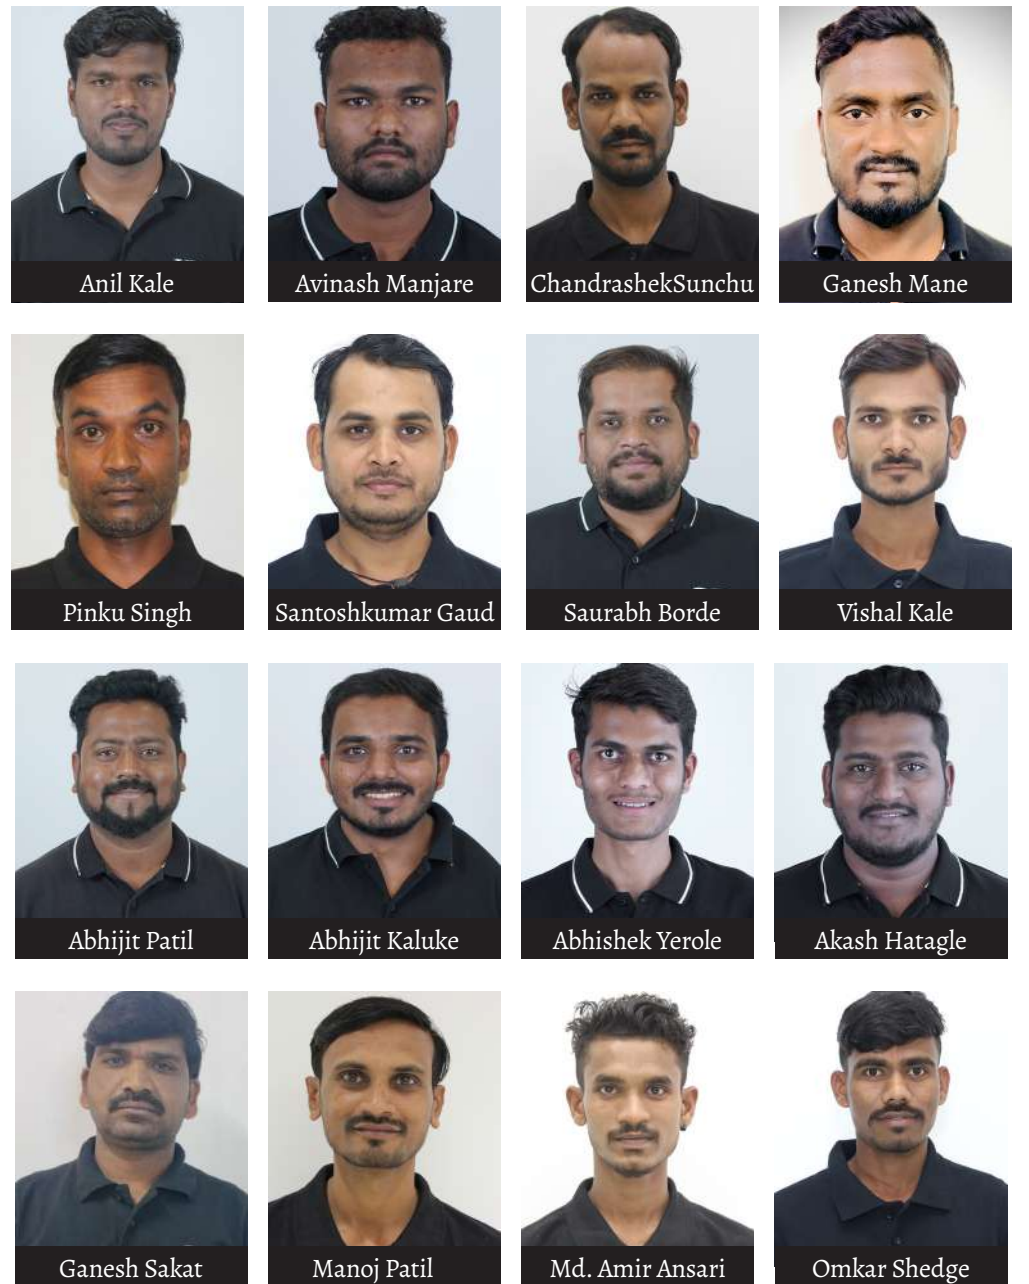 Anil Kale
Avinash Manjare
ChandrashekSunchu
Ganesh Mane
Pinku Singh
Santoshkumar Gaud
Saurabh Borde
Vishal Kale
Abhijit Patil
Abhijit Kaluke
Abhishek Yerole
Akash Hatagle
Ganesh Sakat
Manoj Patil
Md. Amir Ansari
Omkar Shedge